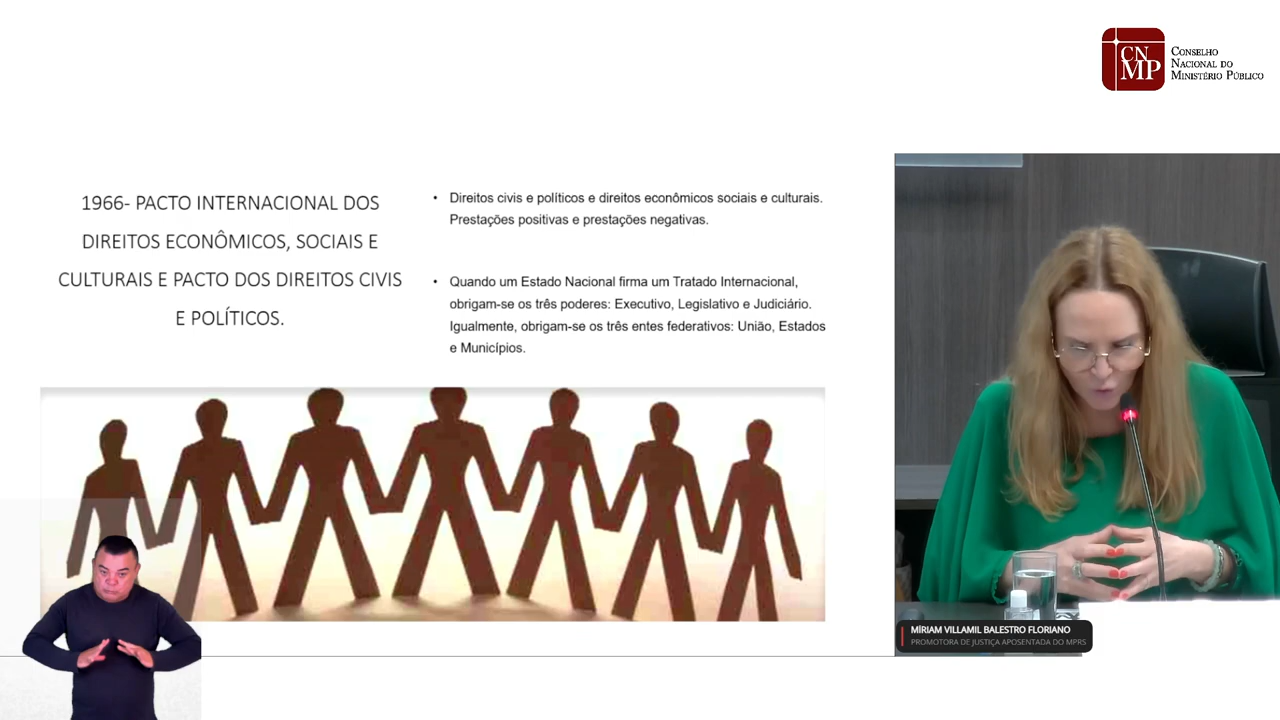 CN
MP
CONSELHO
NACIONAL DO
MINISTÉRIO PÚBLICO
1966- PACTO INTERNACIONAL DOS
DIREITOS ECONÔMICOS, SOCIAIS E
CULTURAIS E PACTO DOS DIREITOS CIVIS
E POLÍTICOS.
• Direitos civis e políticos e direitos econômicos sociais e culturais.
Prestações positivas e prestações negativas.
• Quando um Estado Nacional firma um Tratado Internacional,
obrigam-se os três poderes: Executivo, Legislativo e Judiciário.
Igualmente, obrigam-se os três entes federativos: União, Estados
e Municípios.
MÍRIAM VILLAMIL BALESTRO FLORIANO
PROMOTORA DE JUSTIÇA APOSENTADA DO MPRS